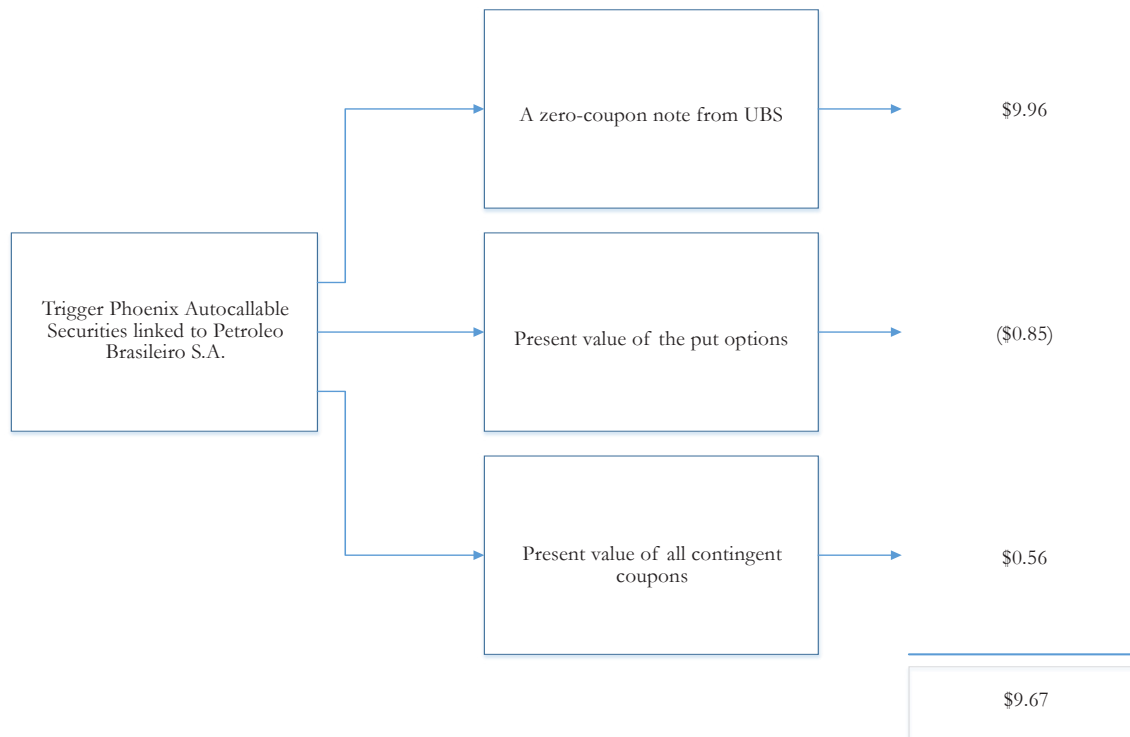 A zero-coupon note from UBS
$9.96
Trigger Phoenix Autocallable
Securities linked to Petroleo
Brasileiro S.A.
Present value of the put options
($0.85)
Present value of all contingent
coupons
$0.56
$9.67